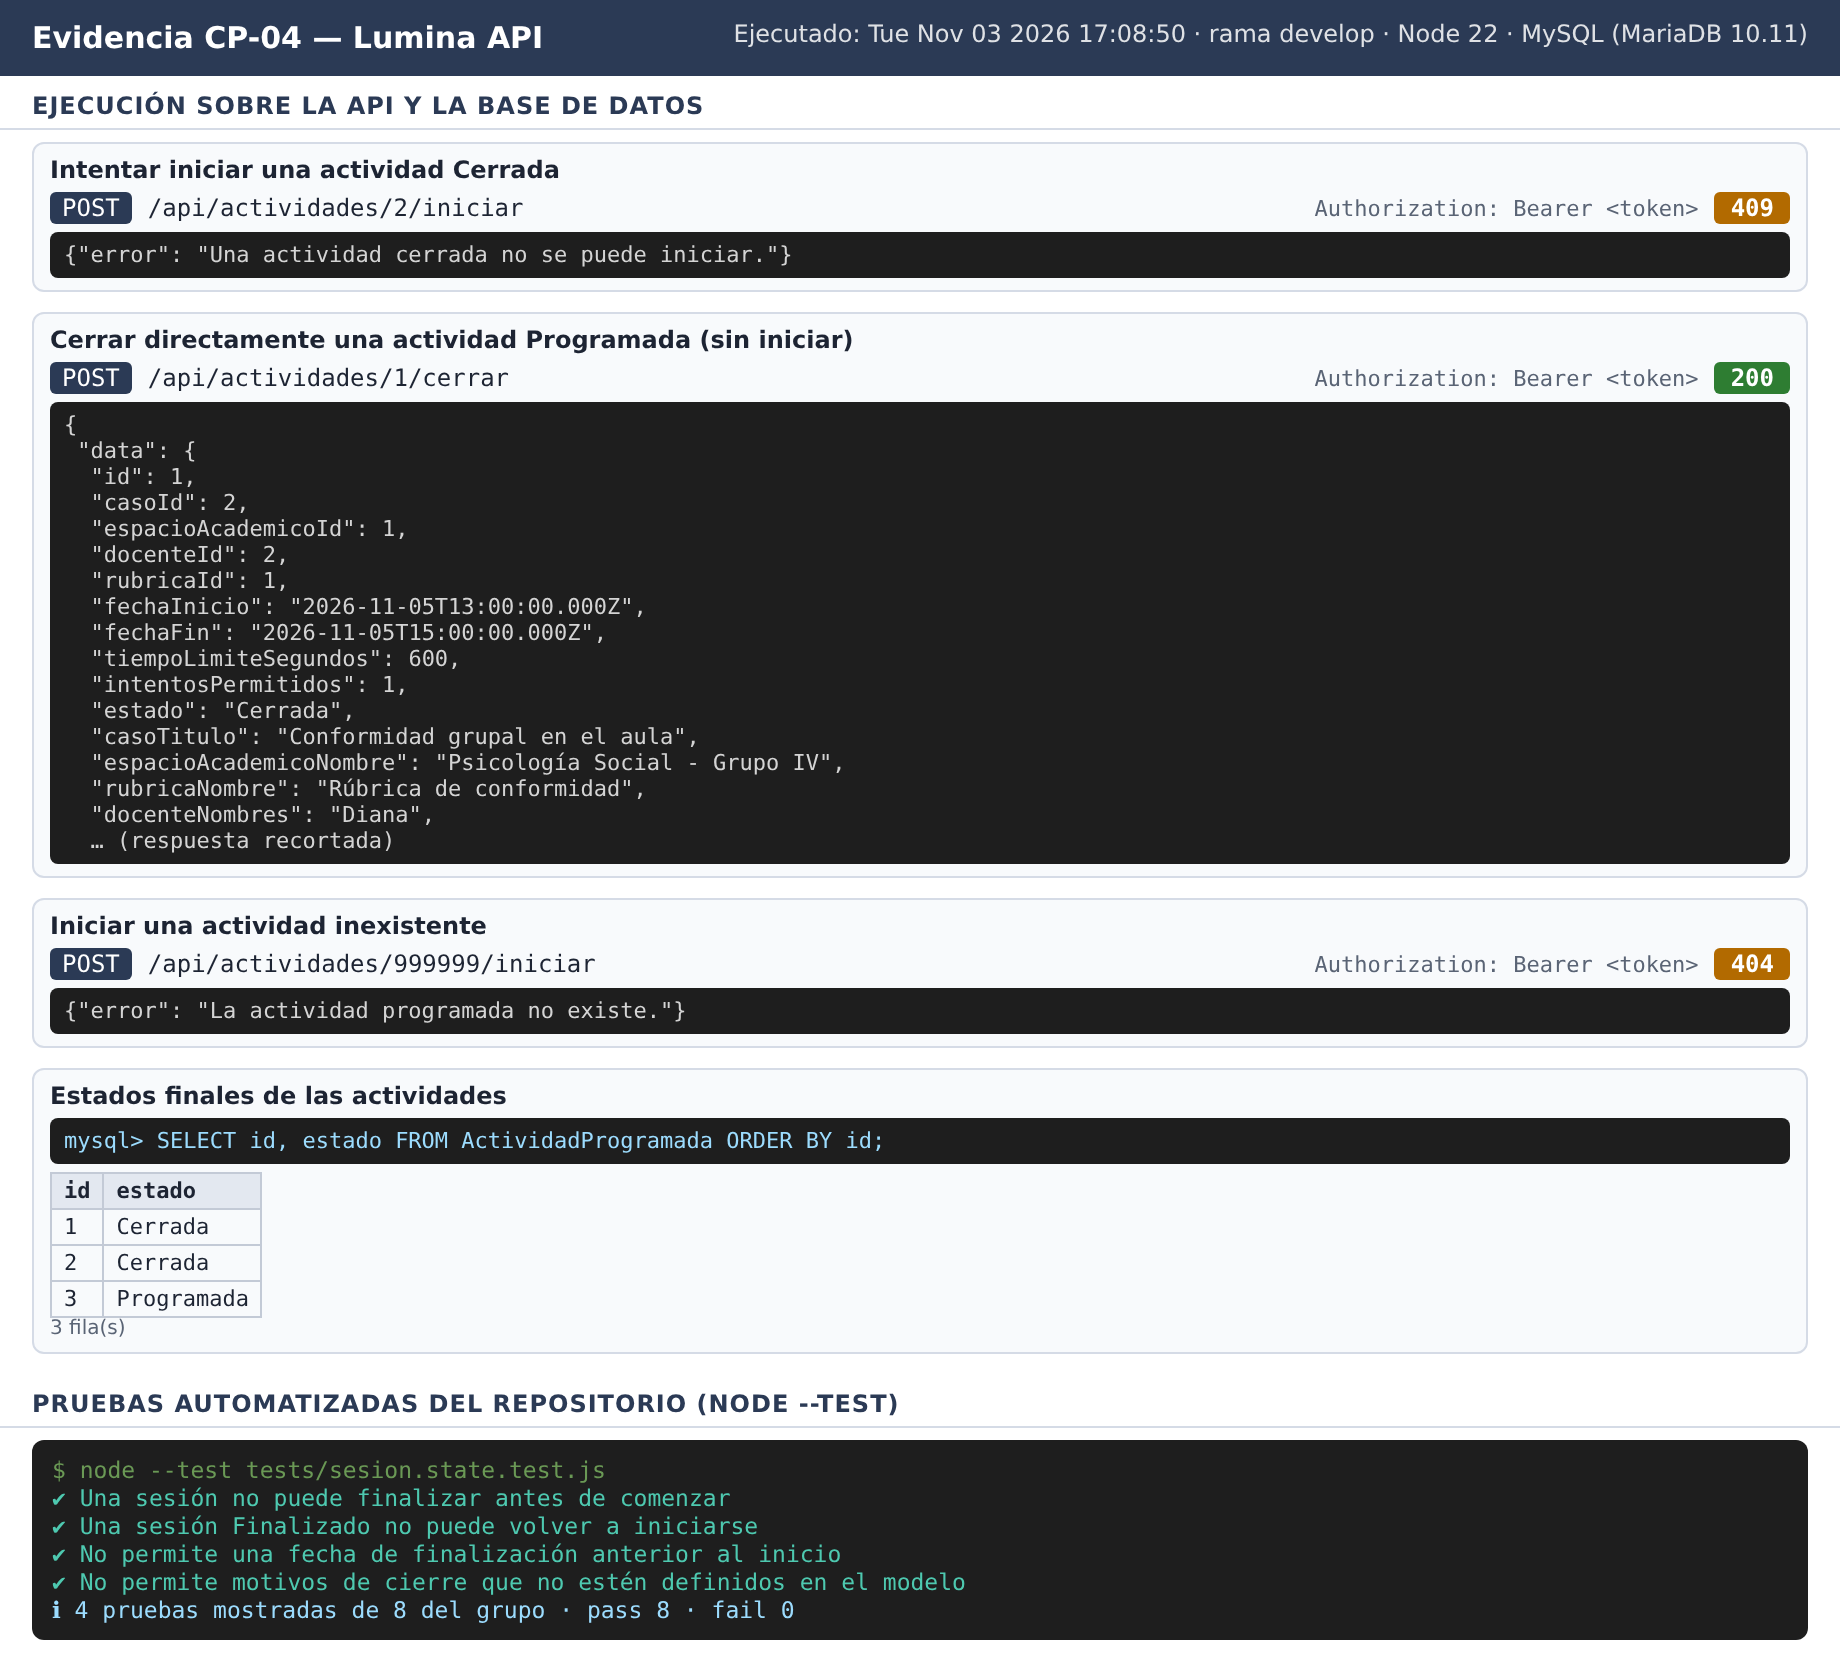 Evidencia CP-04 — Lumina API
Ejecutado: Tue Nov 03 2026 17:08:50 · rama develop · Node 22 · MySQL (MariaDB 10.11)
EJECUCIÓN SOBRE LA API Y LA BASE DE DATOS
Intentar iniciar una actividad Cerrada
POST /api/actividades/2/iniciar Authorization: Bearer <token> 409
{"error": "Una actividad cerrada no se puede iniciar."}
Cerrar directamente una actividad Programada (sin iniciar)
POST /api/actividades/1/cerrar Authorization: Bearer <token> 200
{
"data": {
"id": 1,
"casoId": 2,
"espacioAcademicoId": 1,
"docenteId": 2,
"rubricaId": 1,
"fechaInicio": "2026-11-05T13:00:00.000Z",
"fechaFin": "2026-11-05T15:00:00.000Z",
"tiempoLimiteSegundos": 600,
"intentosPermitidos": 1,
"estado": "Cerrada",
"casoTitulo": "Conformidad grupal en el aula",
"espacioAcademicoNombre": "Psicología Social - Grupo IV",
"rubricaNombre": "Rúbrica de conformidad",
"docenteNombres": "Diana",
… (respuesta recortada)
Iniciar una actividad inexistente
POST /api/actividades/999999/iniciar Authorization: Bearer <token> 404
{"error": "La actividad programada no existe."}
Estados finales de las actividades
mysql> SELECT id, estado FROM ActividadProgramada ORDER BY id;
id estado
1 Cerrada
2 Cerrada
3 Programada
3 fila(s)
PRUEBAS AUTOMATIZADAS DEL REPOSITORIO (NODE --TEST)
$ node --test tests/sesion.state.test.js
✔ Una sesión no puede finalizar antes de comenzar
✔ Una sesión Finalizado no puede volver a iniciarse
✔ No permite una fecha de finalización anterior al inicio
✔ No permite motivos de cierre que no estén definidos en el modelo
ℹ 4 pruebas mostradas de 8 del grupo · pass 8 · fail 0